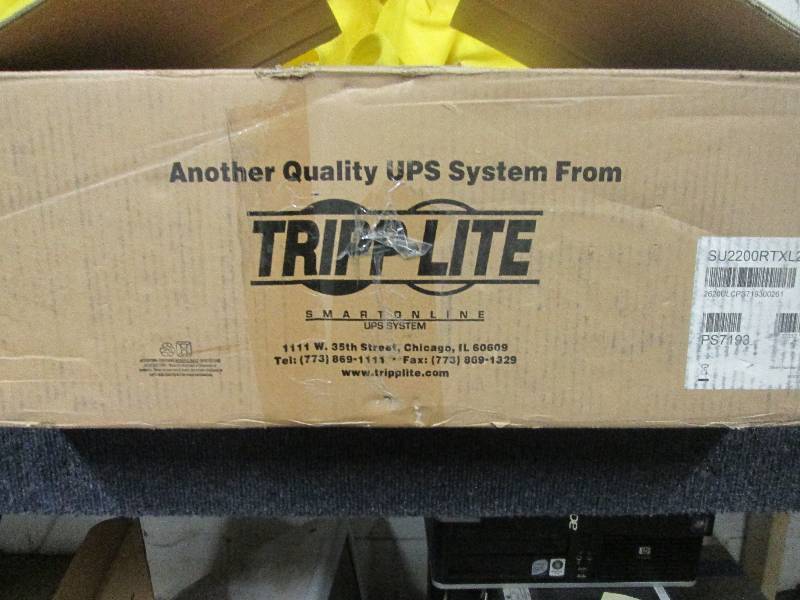 Another Quality UPS System From
TRIPP LITE
SMARTONLINE
UPS SYSTEM
1111 W. 35th Street, Chicago, IL 60609
Tel: (773) 869-1111 * Fax: (773) 869-1329
www.tripplite.com
SU2200RTXL2
PS7193
hp